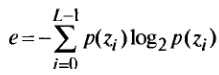 e = -∑_{i=0}^{L-1} p(z_i) log_2 p(z_i)